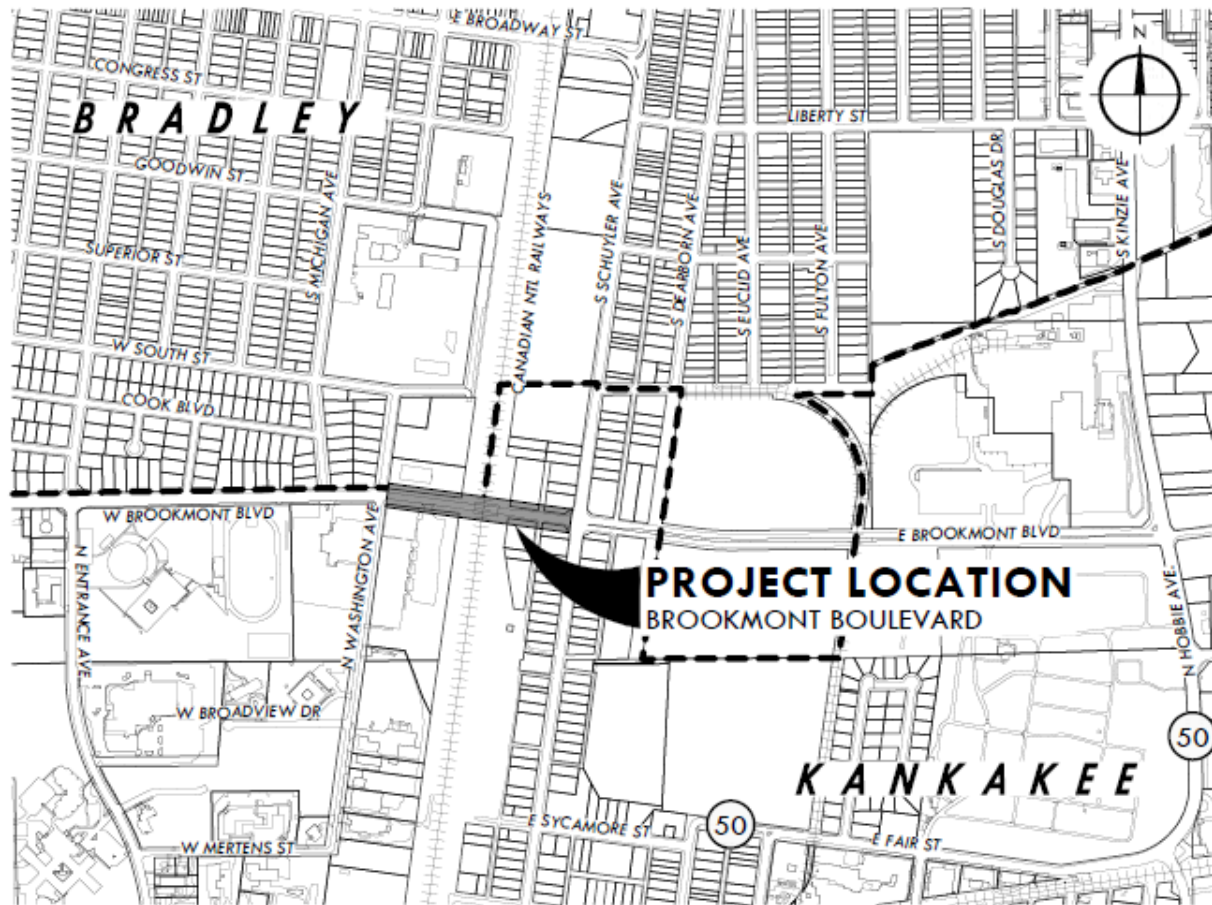 E BROADWAY ST
N
CONGRESS ST
BRADLEY
LIBERTY ST
GOODWIN ST
S MICHIGAN AVE
CANADIAN NTL RAILWAYS
S SCHUYLER AVE
S DEARBORN AVE
S EUCLID AVE
S FULTON AVE
S DOUGLAS DR
S KINZIE AVE
SUPERIOR ST
W SOUTH ST
COOK BLVD
W BROOKMONT BLVD
E BROOKMONT BLVD
N ENTRANCE AVE.
N WASHINGTON AVE
PROJECT LOCATION
BROOKMONT BOULEVARD
N HOBBIE AVE.
W BROADVIEW DR
50
KANKAKEE
E SYCAMORE ST
50
E FAIR ST
W MERTENS ST